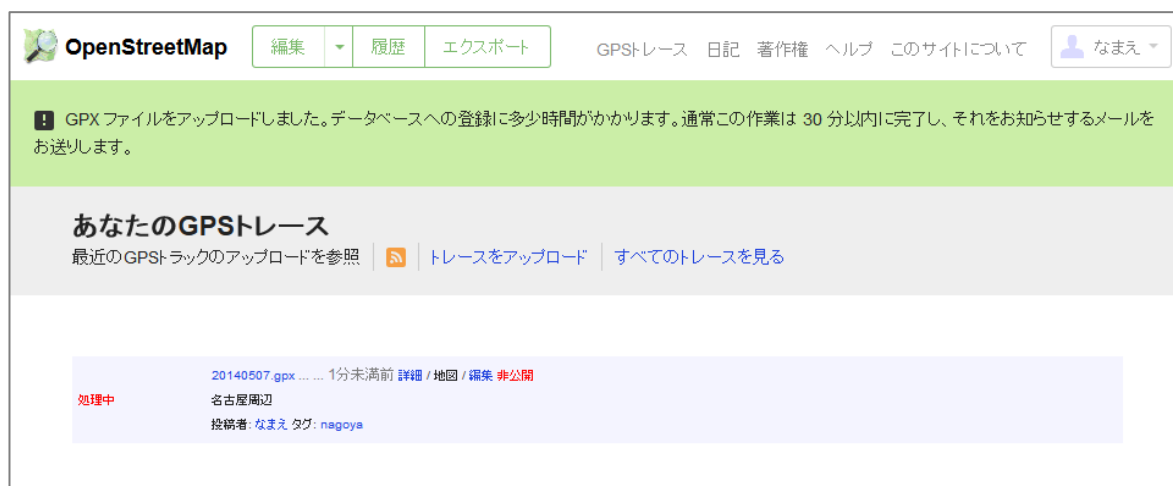 OpenStreetMap 編集 履歴 エクスポート GPSトレース 日記 著作権 ヘルプ このサイトについて なまえ
GPX ファイルをアップロードしました。データベースへの登録に多少時間がかかります。通常この作業は 30 分以内に完了し、それをお知らせするメールを
お送りします。
あなたのGPSトレース
最近のGPSトラックのアップロードを参照 トレースをアップロード すべてのトレースを見る
20140507.gpx ... ... 1分未満前 詳細 / 地図 / 編集 非公開
処理中 名古屋周辺
投稿者: なまえ タグ: nagoya